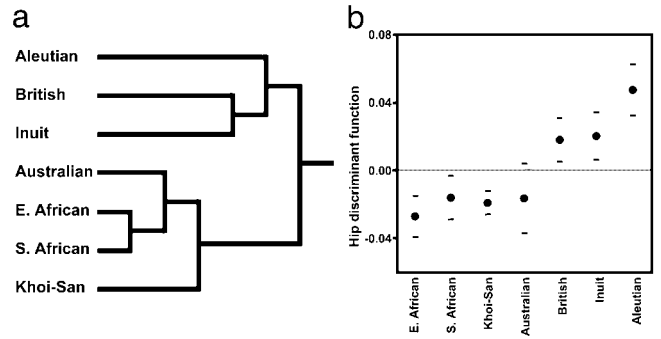 a
Aleutian
British
Inuit
Australian
E. African
S. African
Khoi-San
b
Hip discriminant function
0.08
0.04
0.00
-0.04
E. African
S. African
Khoi-San
Australian
British
Inuit
Aleutian